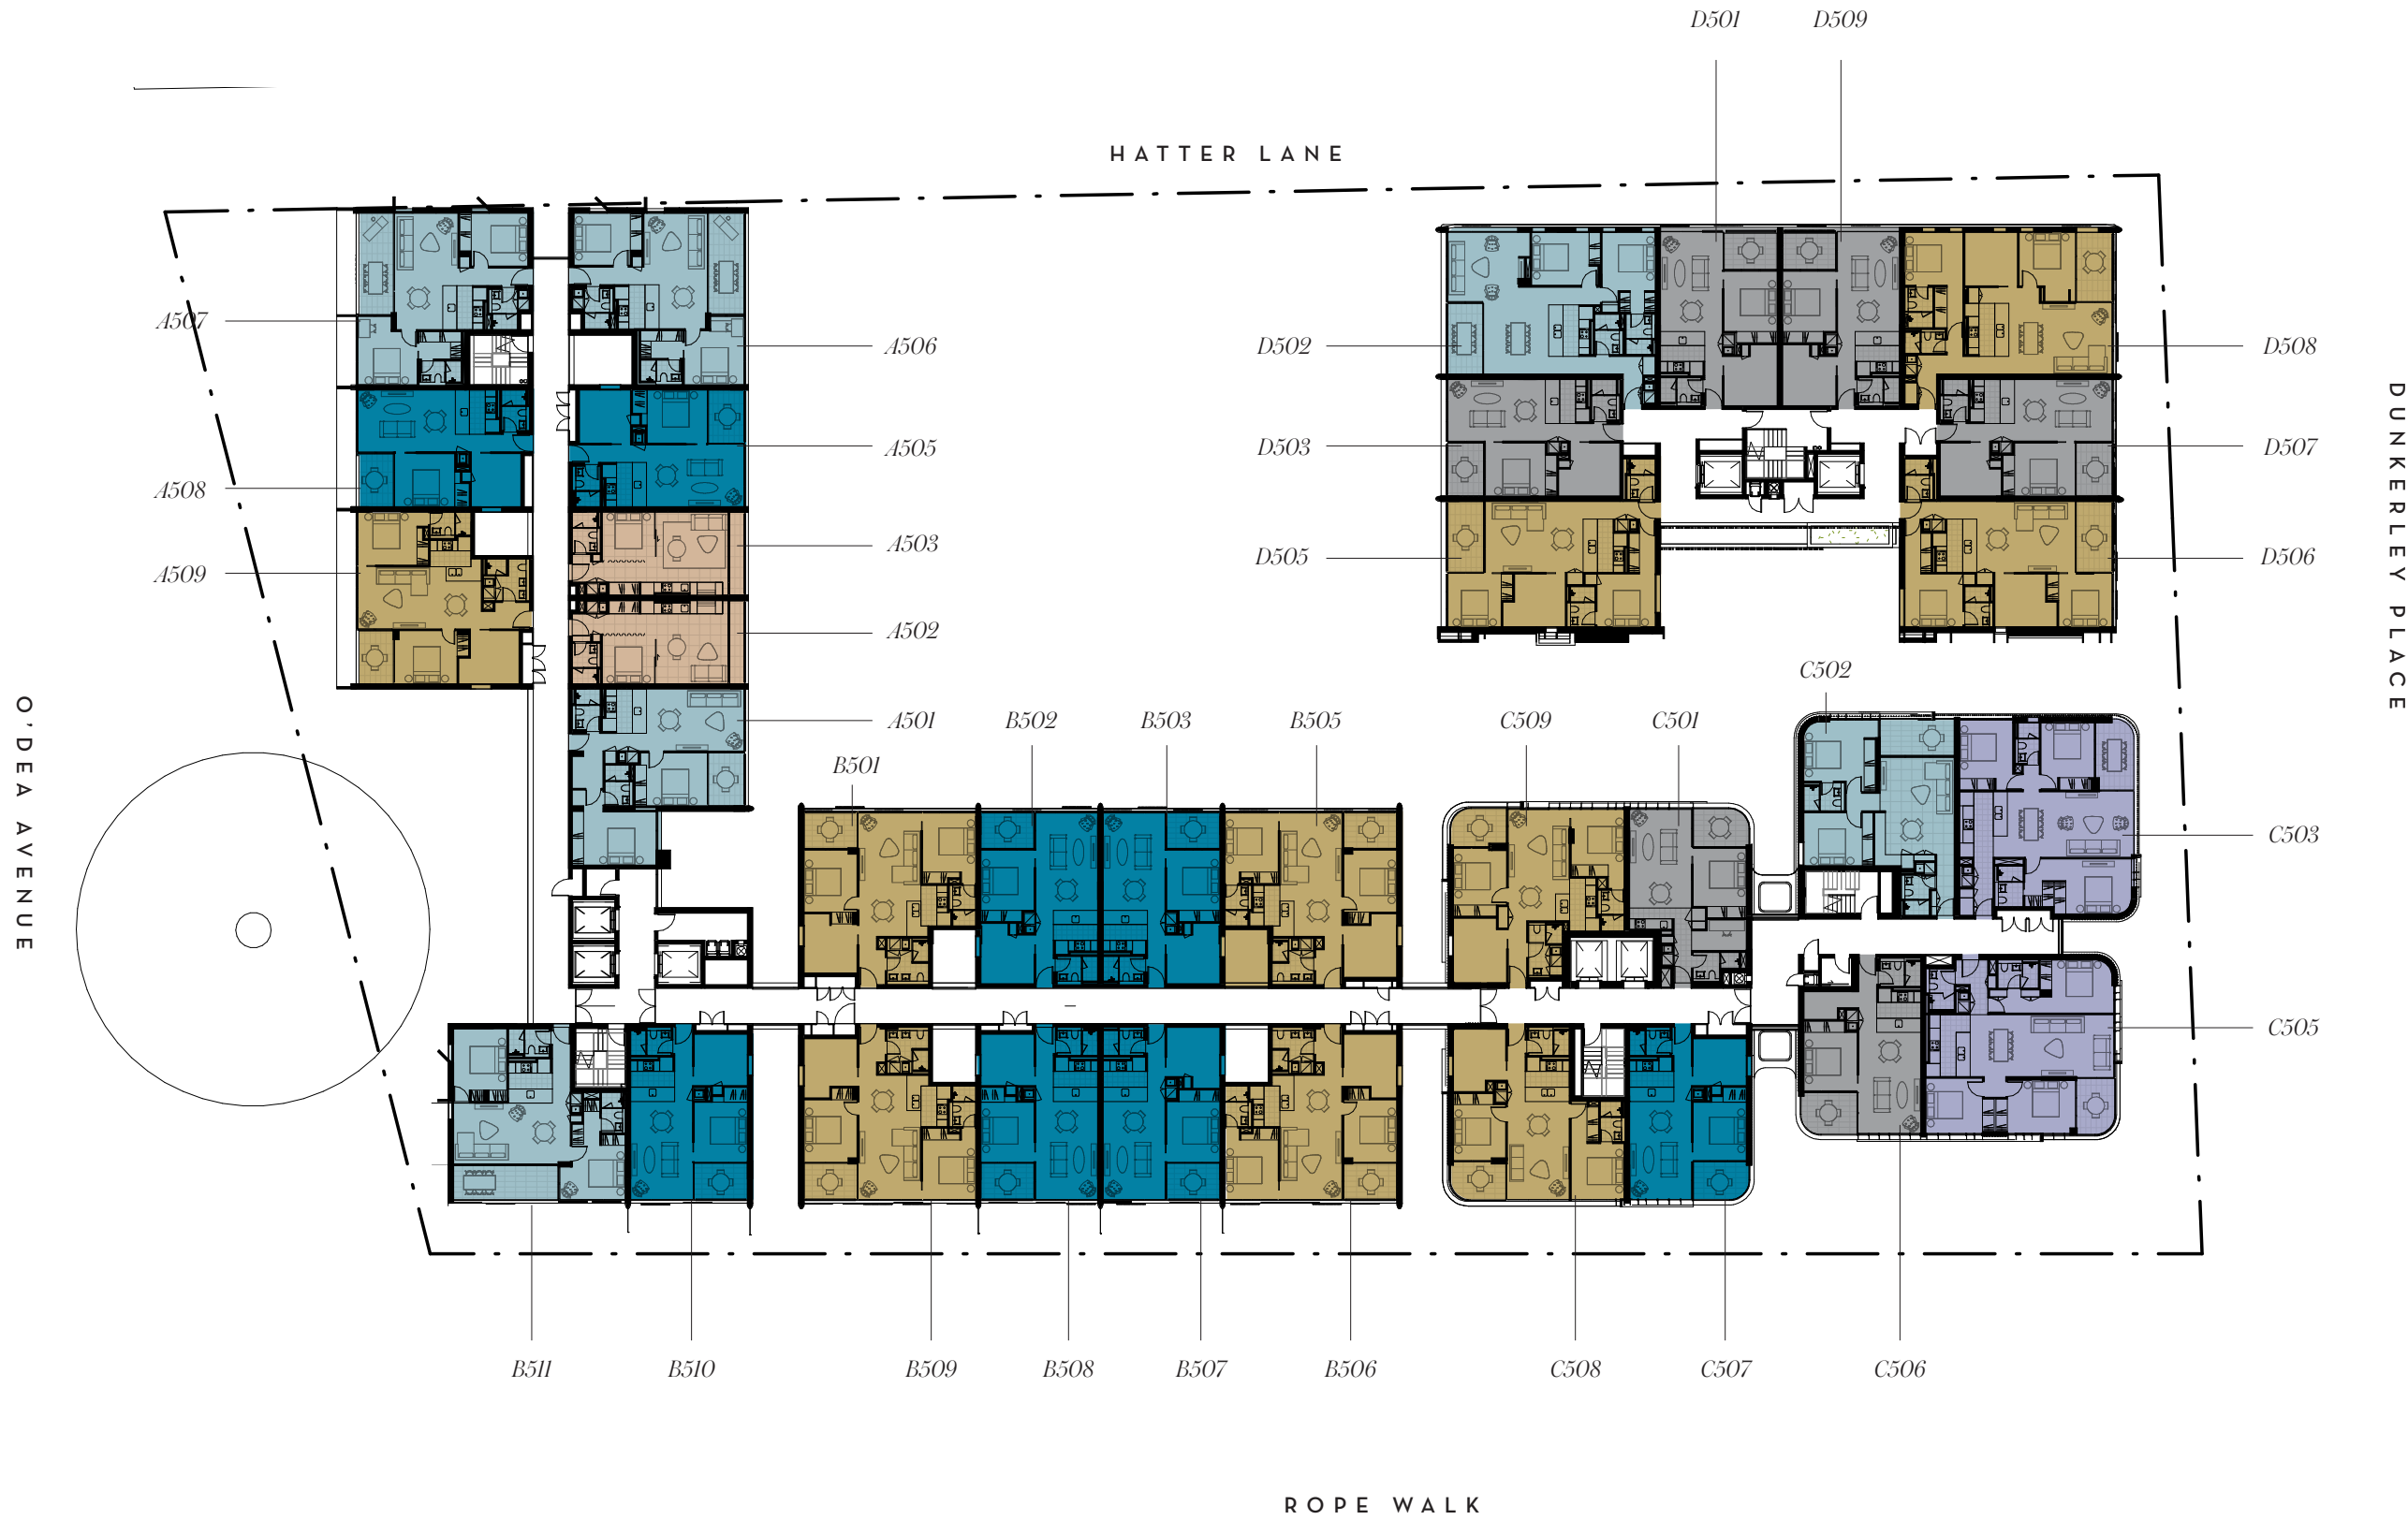 D501 D509
HATTER LANE
A507
A506
D502
D508
A505
D503
D507
A508
A503
D505
D506
A509
A502
C502
A501
B502
B503
B505
C509
C501
B501
C503
C505
B511
B510
B509
B508
B507
B506
C508
C507
C506
O'DEA AVENUE
DUNKERLEY PLACE
ROPE WALK